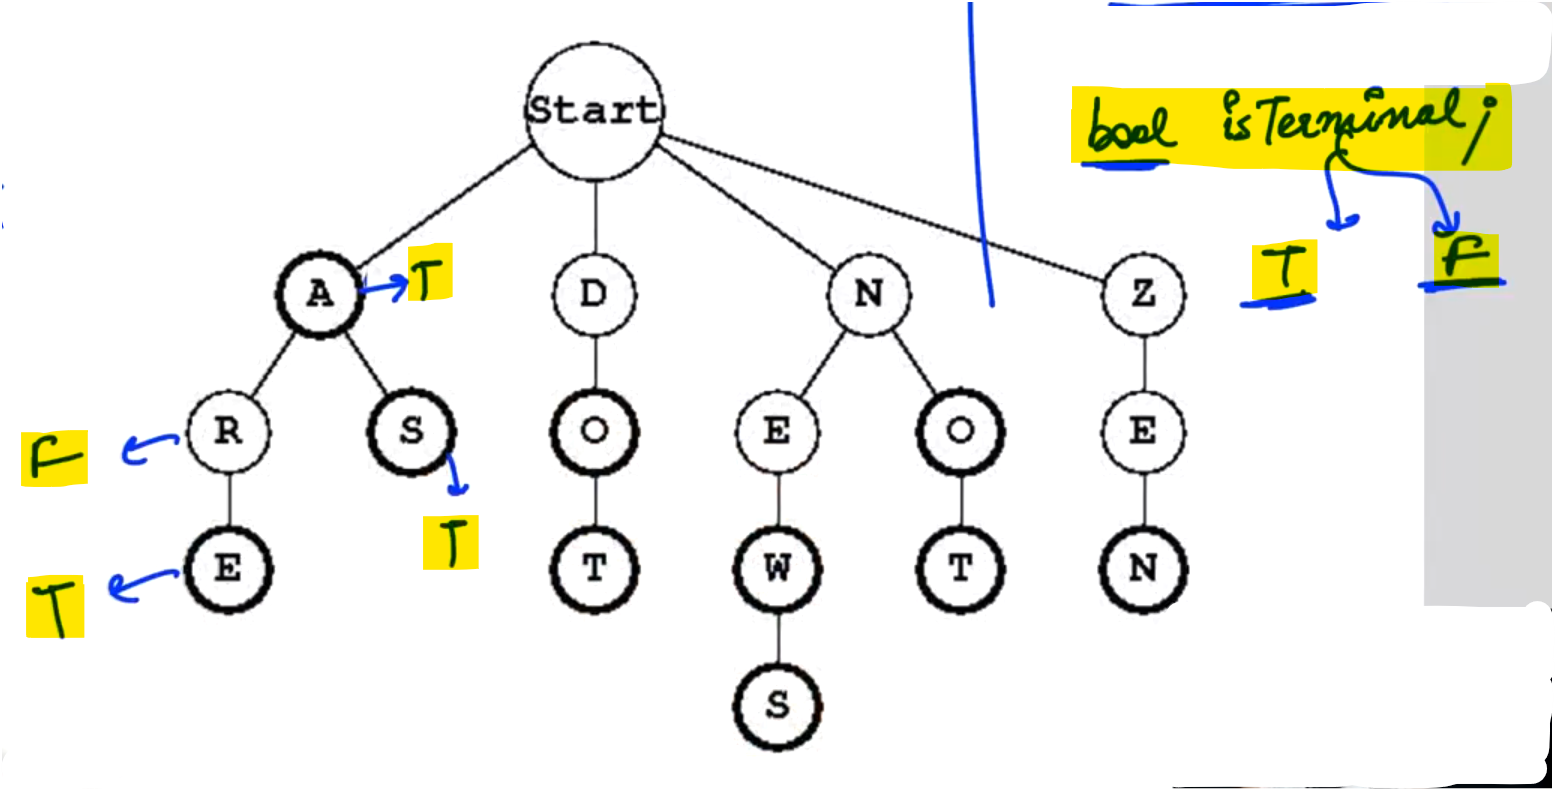 Start
bool isTerminal;
T F
A T D N Z
R S O E O E
F
E T W T N
T T
S